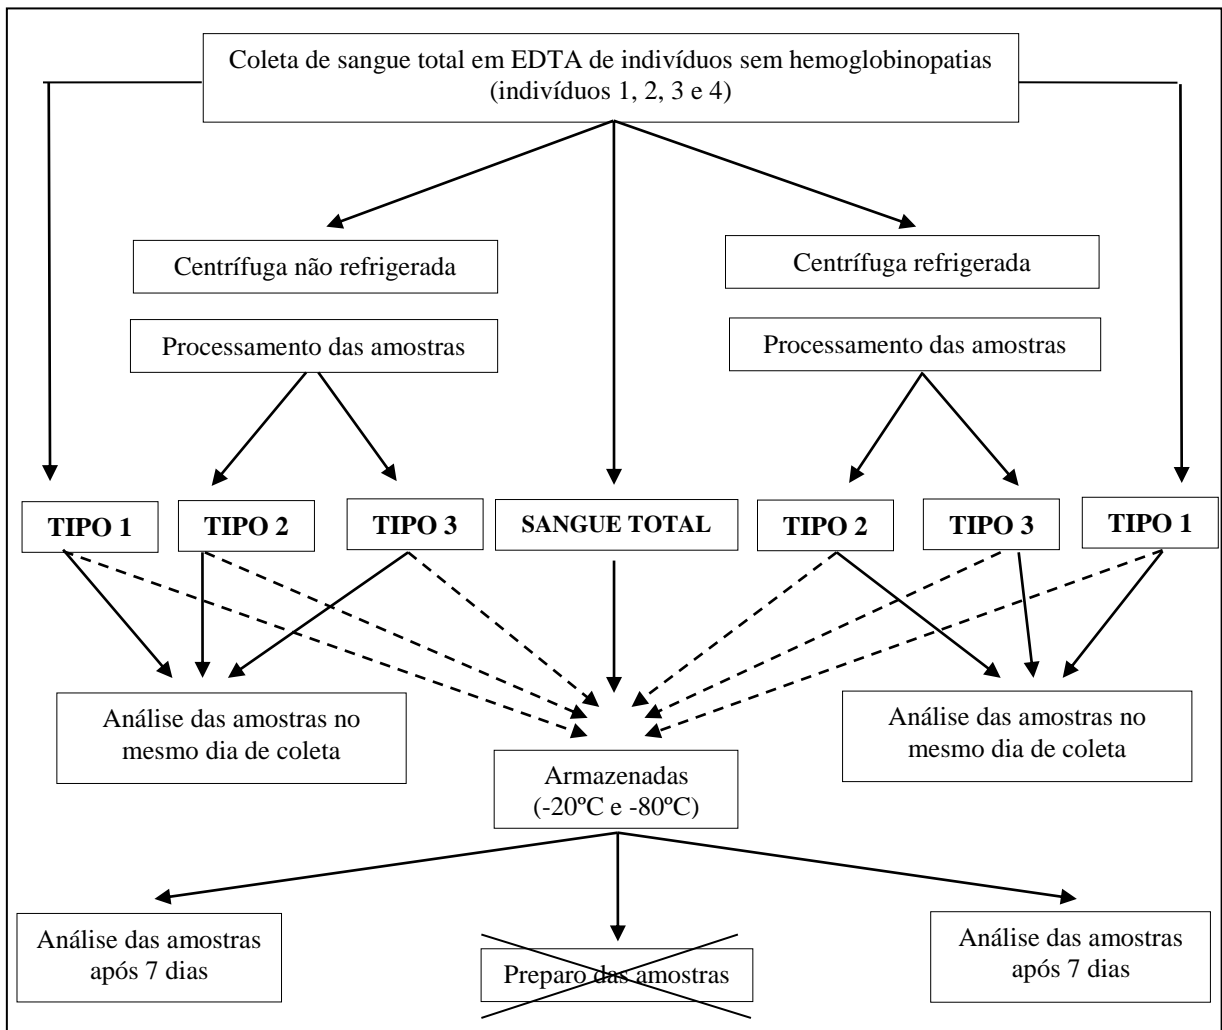 Coleta de sangue total em EDTA de indivíduos sem hemoglobinopatias
(indivíduos 1, 2, 3 e 4)
Centrífuga não refrigerada
Centrífuga refrigerada
Processamento das amostras
Processamento das amostras
TIPO 1
TIPO 2
TIPO 3
SANGUE TOTAL
TIPO 2
TIPO 3
TIPO 1
Análise das amostras no
mesmo dia de coleta
Análise das amostras no
mesmo dia de coleta
Armazenadas
(-20ºC e -80ºC)
Análise das amostras
após 7 dias
Preparo das amostras
Análise das amostras
após 7 dias